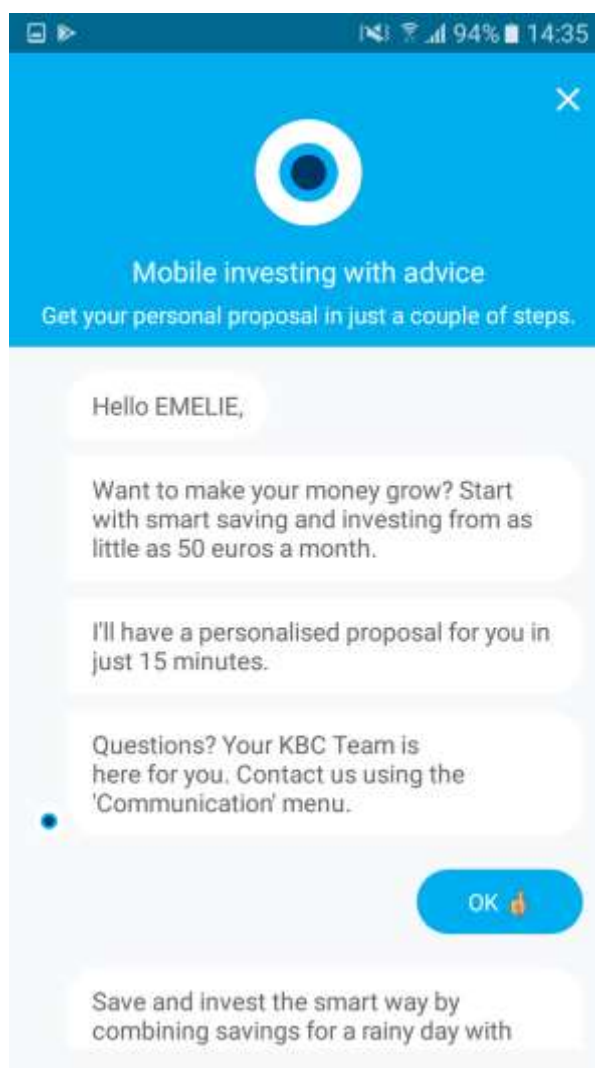 94% 14:35
Mobile investing with advice
Get your personal proposal in just a couple of steps.
Hello EMELIE,
Want to make your money grow? Start
with smart saving and investing from as
little as 50 euros a month.
I'll have a personalised proposal for you in
just 15 minutes.
Questions? Your KBC Team is
here for you. Contact us using the
'Communication' menu.
OK 👍
Save and invest the smart way by
combining savings for a rainy day with